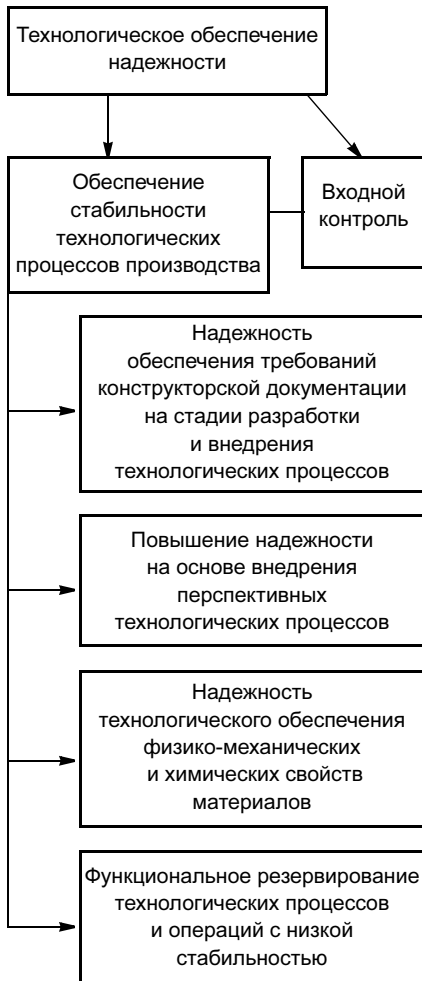 Технологическое обеспечение
надежности
Обеспечение
стабильности
технологических
процессов производства
Входной
контроль
Надежность
обеспечения требований
конструкторской документации
на стадии разработки
и внедрения
технологических процессов
Повышение надежности
на основе внедрения
перспективных
технологических процессов
Надежность
технологического обеспечения
физико-механических
и химических свойств
материалов
Функциональное резервирование
технологических процессов
и операций с низкой
стабильностью